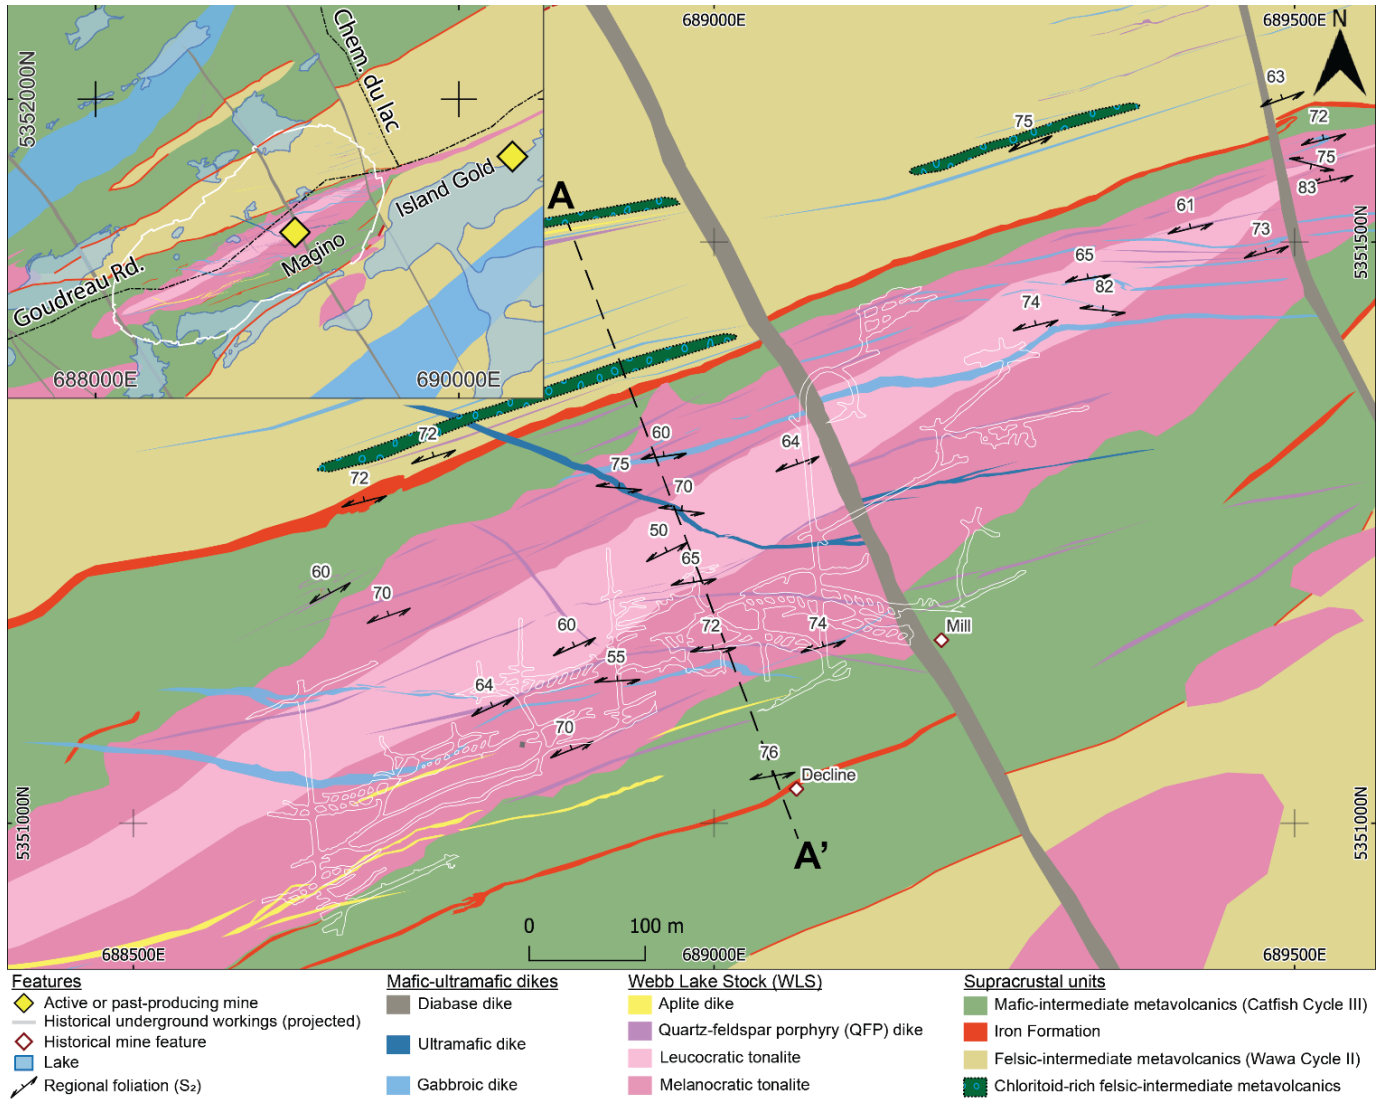 689000E
689500E
N
5352000N
Chem. du lac
Island Gold
Magino
Goudreau Rd.
688000E
690000E
A
63
72
75
75
83
61
73
5351500N
65
82
74
72
60
64
75
72
70
50
65
60
70
60
72
74
Mill
55
64
70
76
Decline
5351000N
5351000N
A’
0 100 m
688500E
689000E
689500E
Features
Active or past-producing mine
Historical underground workings (projected)
Historical mine feature
Lake
Regional foliation (S₂)
Mafic-ultramafic dikes
Diabase dike
Ultramafic dike
Gabbroic dike
Webb Lake Stock (WLS)
Aplite dike
Quartz-feldspar porphyry (QFP) dike
Leucocratic tonalite
Melanocratic tonalite
Supracrustal units
Mafic-intermediate metavolcanics (Catfish Cycle III)
Iron Formation
Felsic-intermediate metavolcanics (Wawa Cycle II)
Chloritoid-rich felsic-intermediate metavolcanics